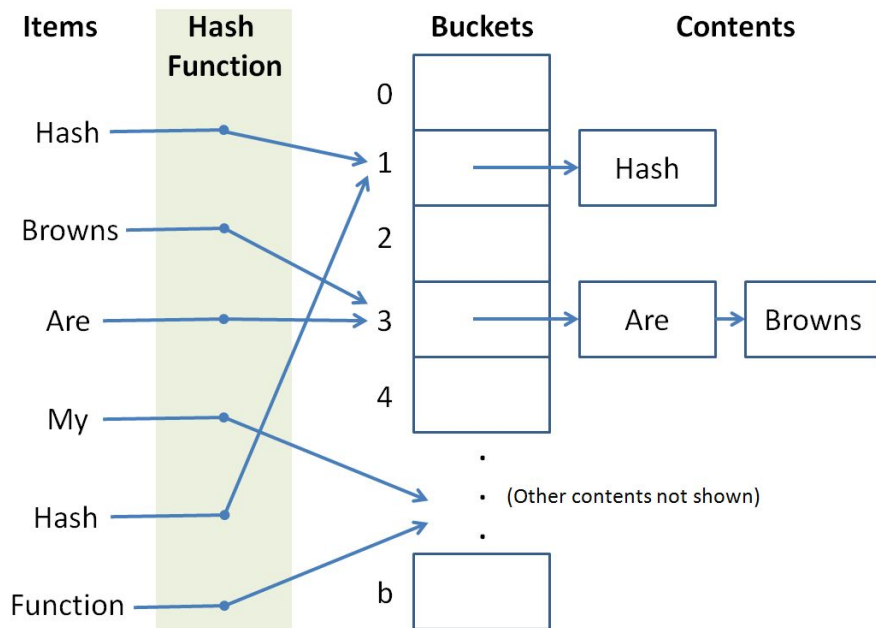 Items
Hash
Function
Buckets
Contents
0
Hash
1
Hash
Browns
2
Are
3
Are
Browns
My
4
(Other contents not shown)
Hash
Function
b